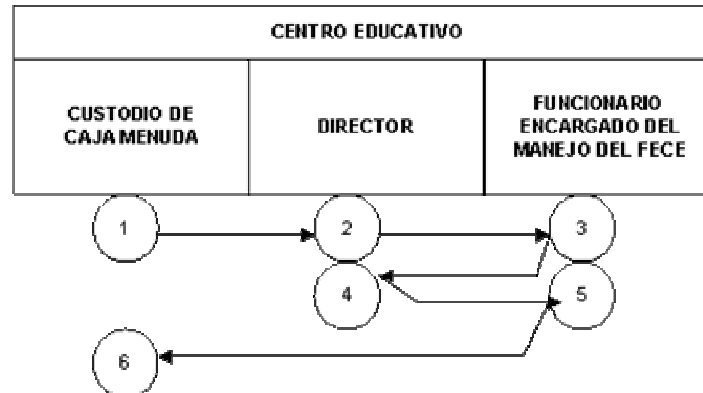 CENTRO EDUCATIVO
CUSTODIO DE
CAJA MENUDA
DIRECTOR
FUNCIONARIO
ENCARGADO DEL
MANEJO DEL FECE
1
2
3
4
5
6